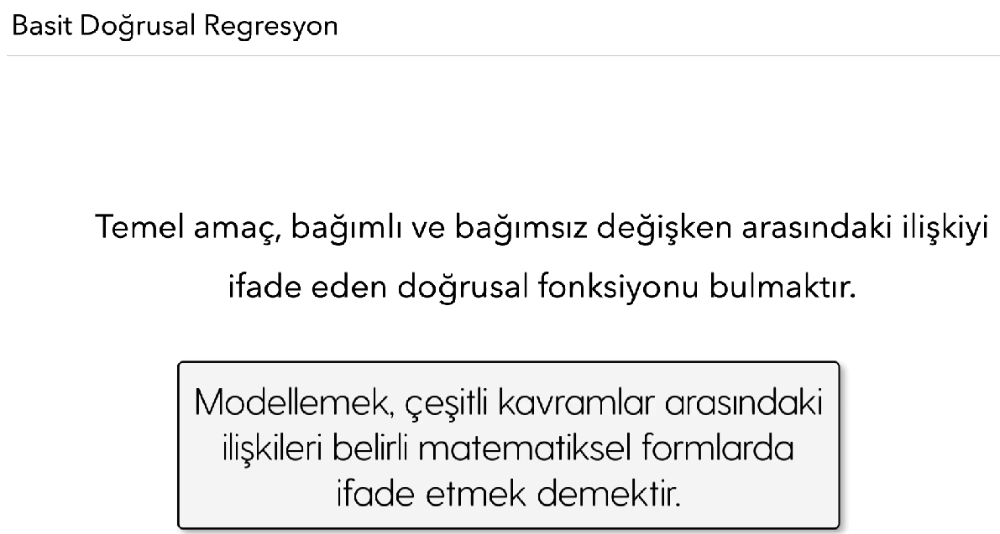 Basit Doğrusal Regresyon
Temel amaç, bağımlı ve bağımsız değişken arasındaki ilişkiyi
ifade eden doğrusal fonksiyonu bulmaktır.
Modellemek, çeşitli kavramlar arasındaki
ilişkileri belirli matematiksel formlarda
ifade etmek demektir.